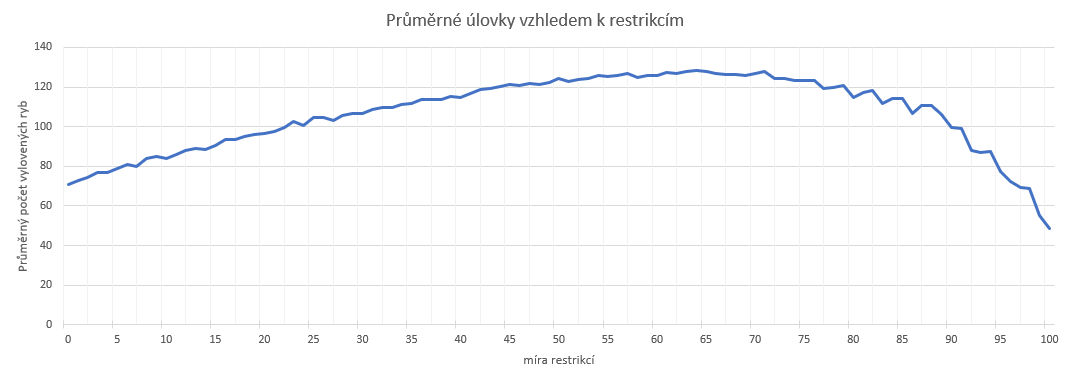 Průměrné úlovky vzhledem k restrikcím
Průměrný počet vylovených ryb
140
120
100
80
60
40
20
0
0 5 10 15 20 25 30 35 40 45 50 55 60 65 70 75 80 85 90 95 100
míra restrikcí